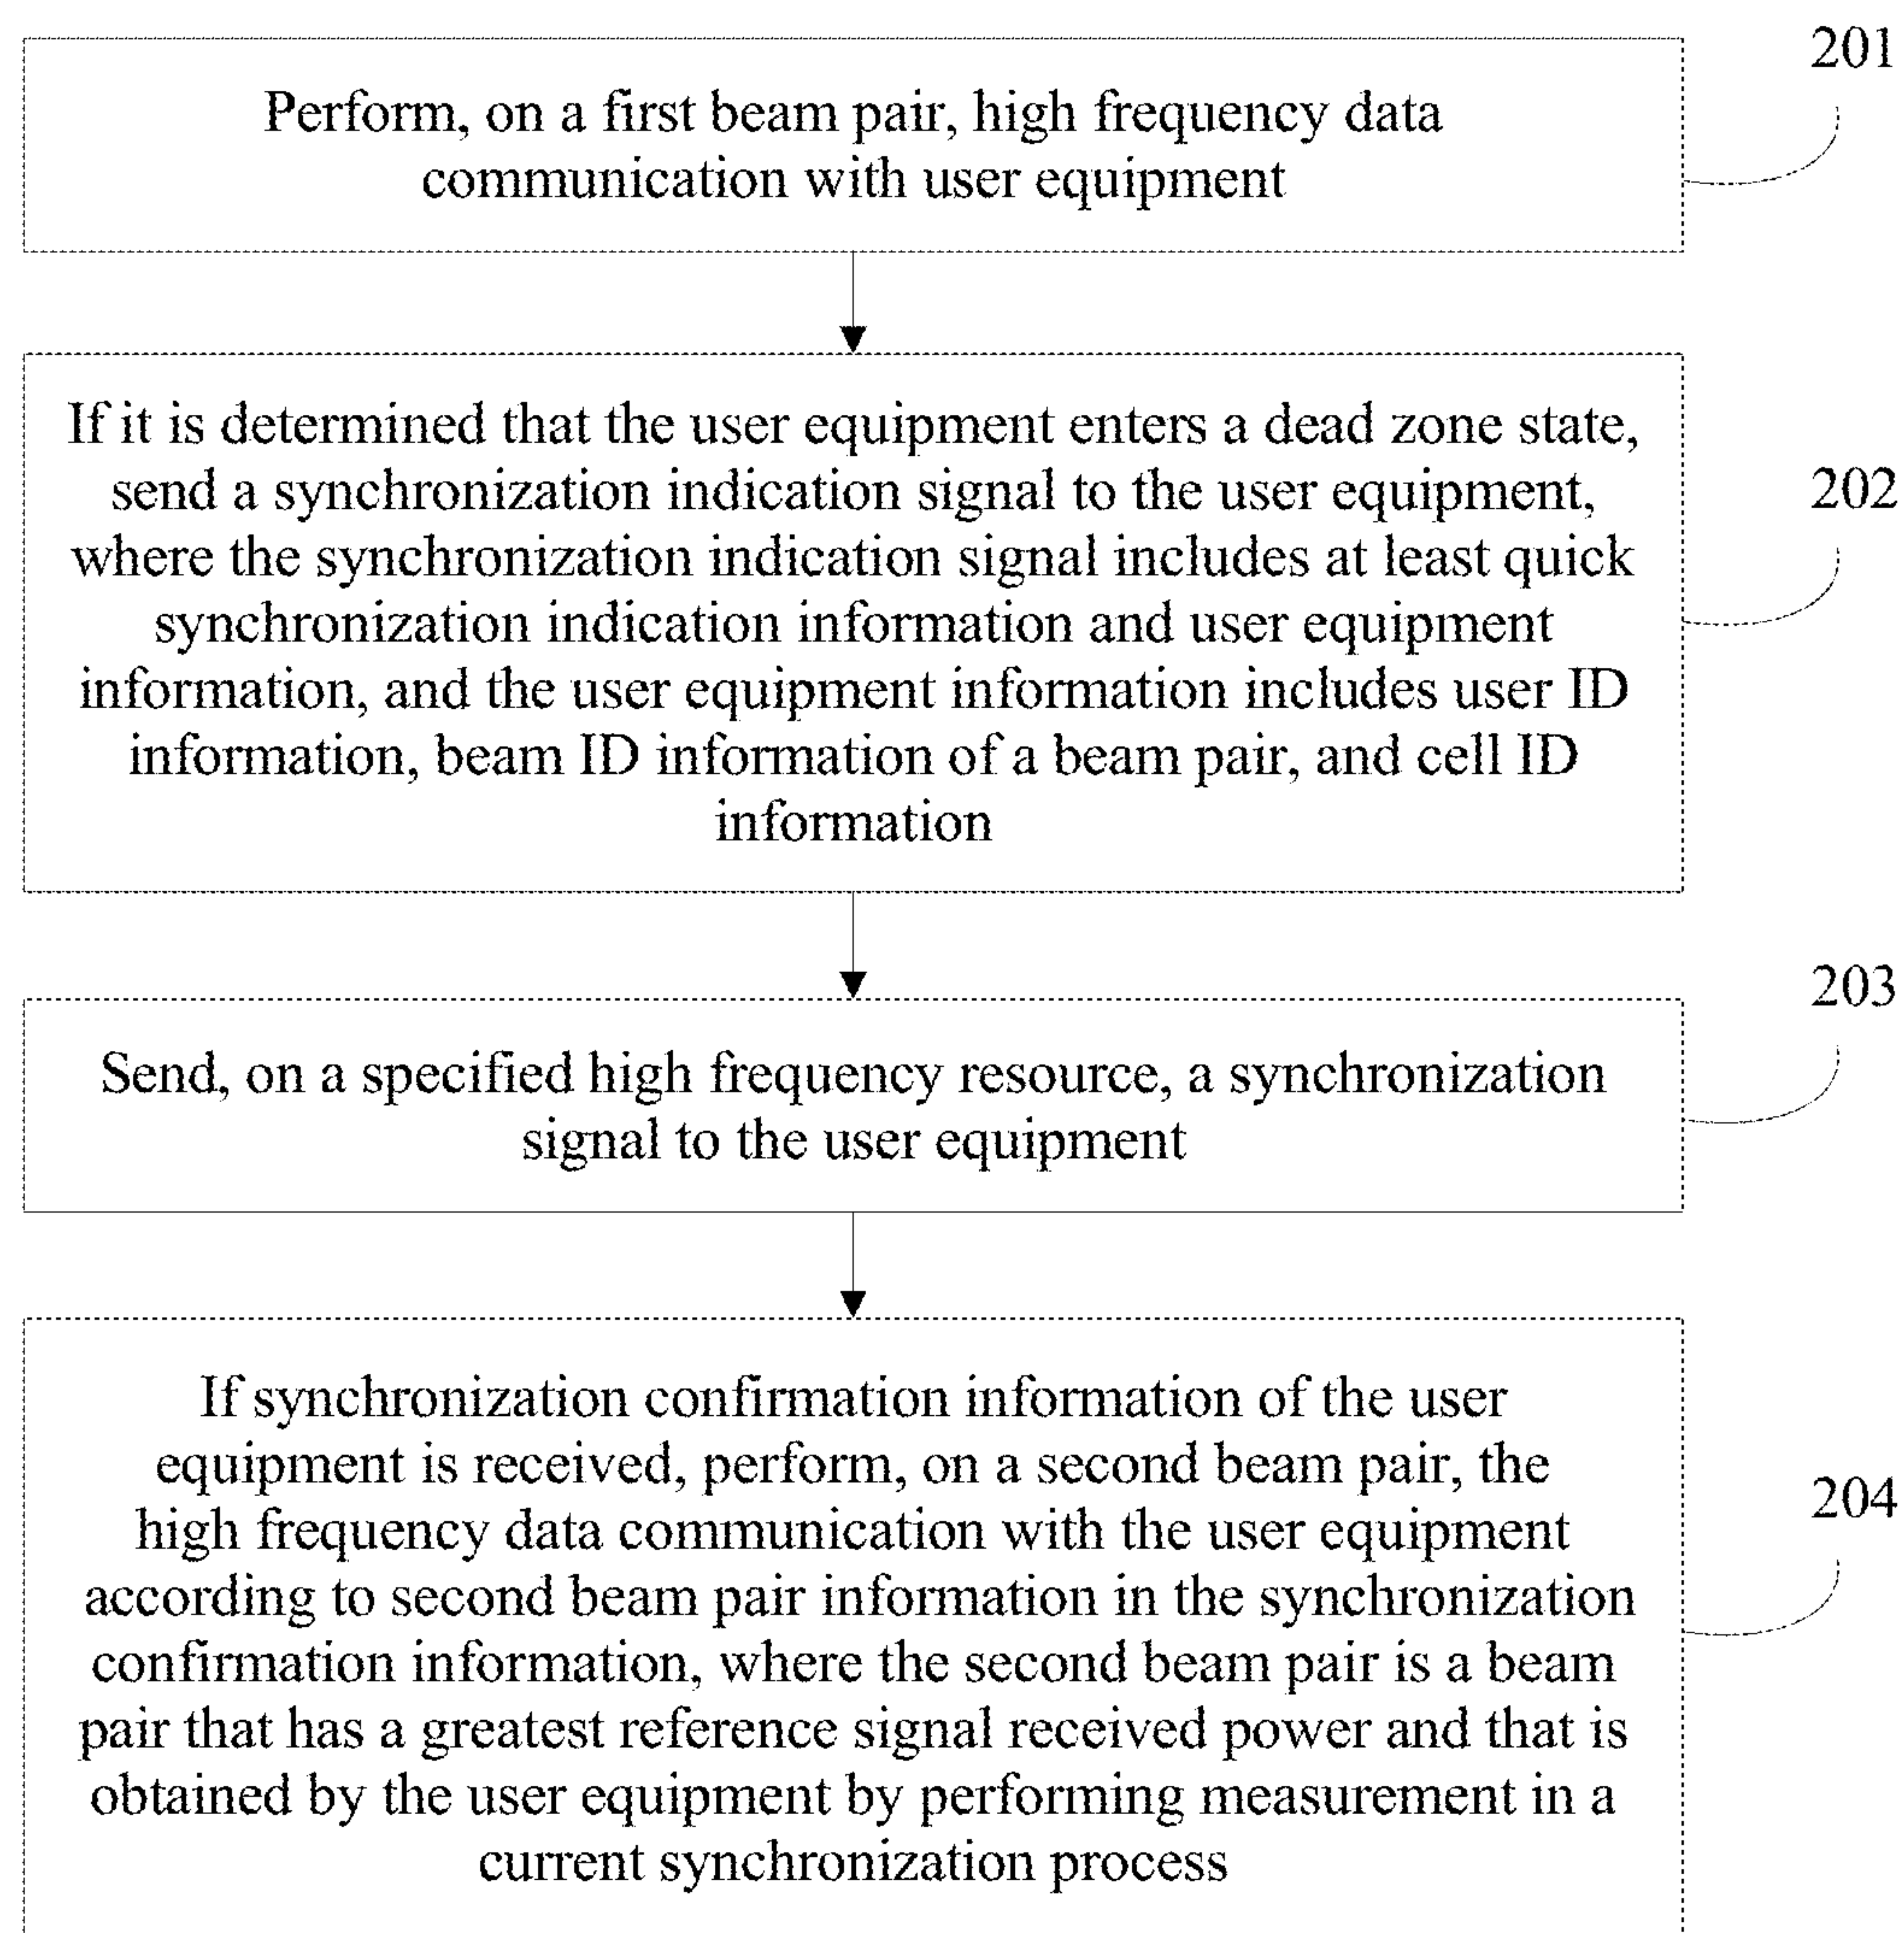 201
Perform, on a first beam pair, high frequency data
communication with user equipment
If it is determined that the user equipment enters a dead zone state,
send a synchronization indication signal to the user equipment,
where the synchronization indication signal includes at least quick
synchronization indication information and user equipment
information, and the user equipment information includes user ID
information, beam ID information of a beam pair, and cell ID
information
202
203
Send, on a specified high frequency resource, a synchronization
signal to the user equipment
If synchronization confirmation information of the user
equipment is received, perform, on a second beam pair, the
high frequency data communication with the user equipment
according to second beam pair information in the synchronization
confirmation information, where the second beam pair is a beam
pair that has a greatest reference signal received power and that is
obtained by the user equipment by performing measurement in a
current synchronization process
204